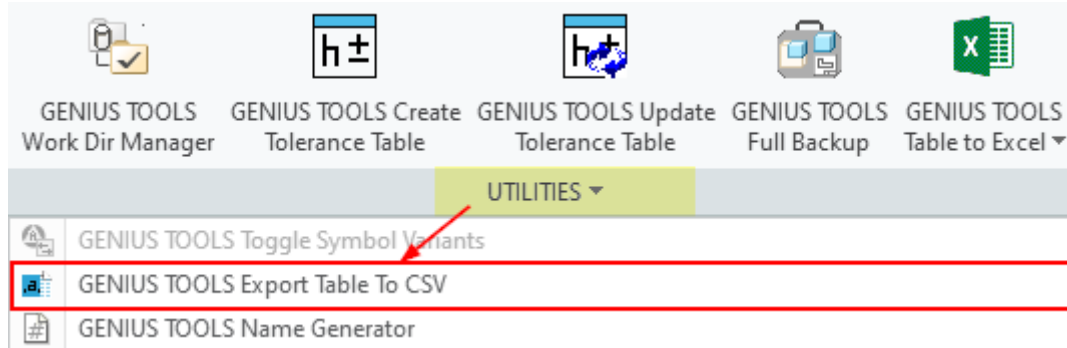 GENIUS TOOLS
Work Dir Manager
GENIUS TOOLS Create
Tolerance Table
GENIUS TOOLS Update
Tolerance Table
GENIUS TOOLS
Full Backup
GENIUS TOOLS
Table to Excel
UTILITIES
GENIUS TOOLS Toggle Symbol Variants
GENIUS TOOLS Export Table To CSV
GENIUS TOOLS Name Generator